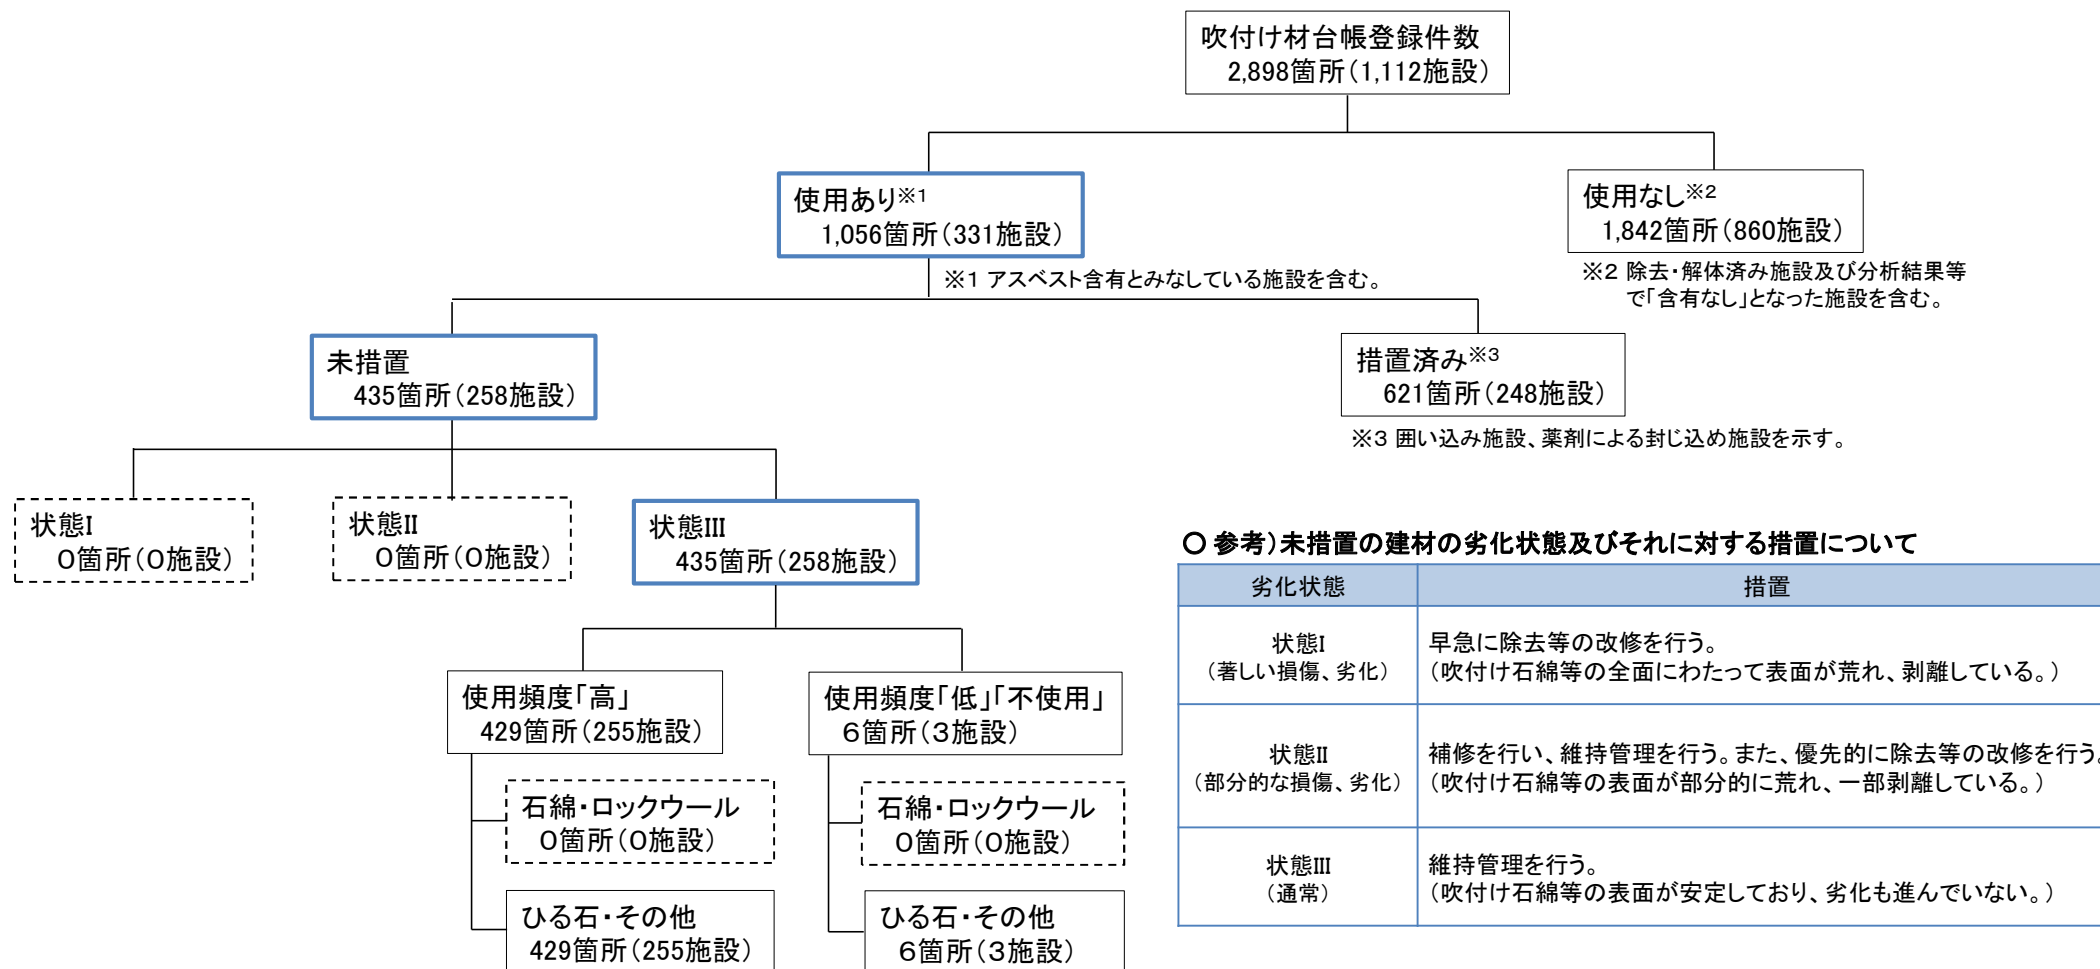 吹付け材台帳登録件数
2,898箇所(1,112施設)
使用あり※1
1,056箇所(331施設)
使用なし※2
1,842箇所(860施設)
※1 アスベスト含有とみなしている施設を含む。
※2 除去・解体済み施設及び分析結果等
で「含有なし」となった施設を含む。
未措置
435箇所(258施設)
措置済み※3
621箇所(248施設)
※3 囲い込み施設、薬剤による封じ込め施設を示す。
状態I
0箇所(0施設)
状態II
0箇所(0施設)
状態III
435箇所(258施設)
使用頻度「高」
429箇所(255施設)
使用頻度「低」「不使用」
6箇所(3施設)
石綿・ロックウール
0箇所(0施設)
石綿・ロックウール
0箇所(0施設)
ひる石・その他
429箇所(255施設)
ひる石・その他
6箇所(3施設)
○ 参考)未措置の建材の劣化状態及びそれに対する措置について
劣化状態 措置
状態I
(著しい損傷、劣化)
早急に除去等の改修を行う。
(吹付け石綿等の全面にわたって表面が荒れ、剥離している。)
状態II
(部分的な損傷、劣化)
補修を行い、維持管理を行う。また、優先的に除去等の改修を行う。
(吹付け石綿等の表面が部分的に荒れ、一部剥離している。)
状態III
(通常)
維持管理を行う。
(吹付け石綿等の表面が安定しており、劣化も進んでいない。)